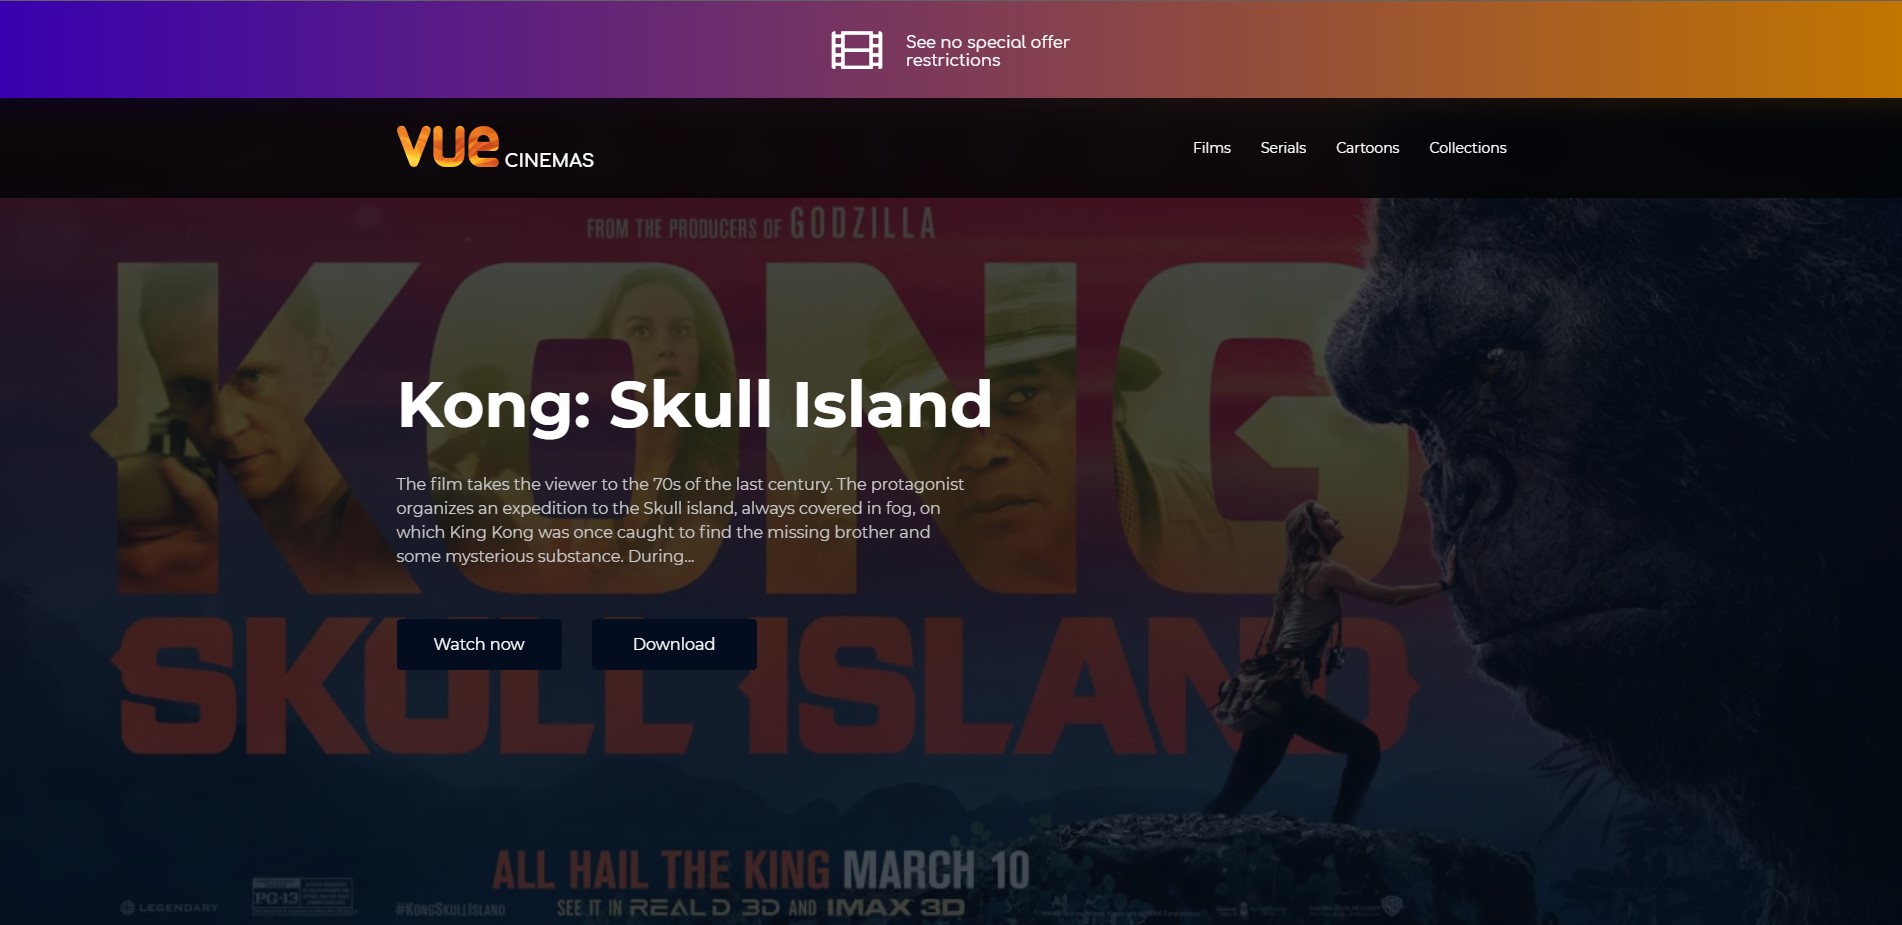 See no special offer
restrictions
vue CINEMAS
Films Serials Cartoons Collections
FROM THE PRODUCERS OF GODZILLA
KONG
Kong: Skull Island
The film takes the viewer to the 70s of the last century. The protagonist
organizes an expedition to the Skull island, always covered in fog, on
which King Kong was once caught to find the missing brother and
some mysterious substance. During...
Watch now Download
SKULL ISLAND
ALL HAIL THE KING MARCH 10
LEGENDARY PG-13 #KONGSKULLISLAND SEE IT IN REAL D 3D AND IMAX 3D